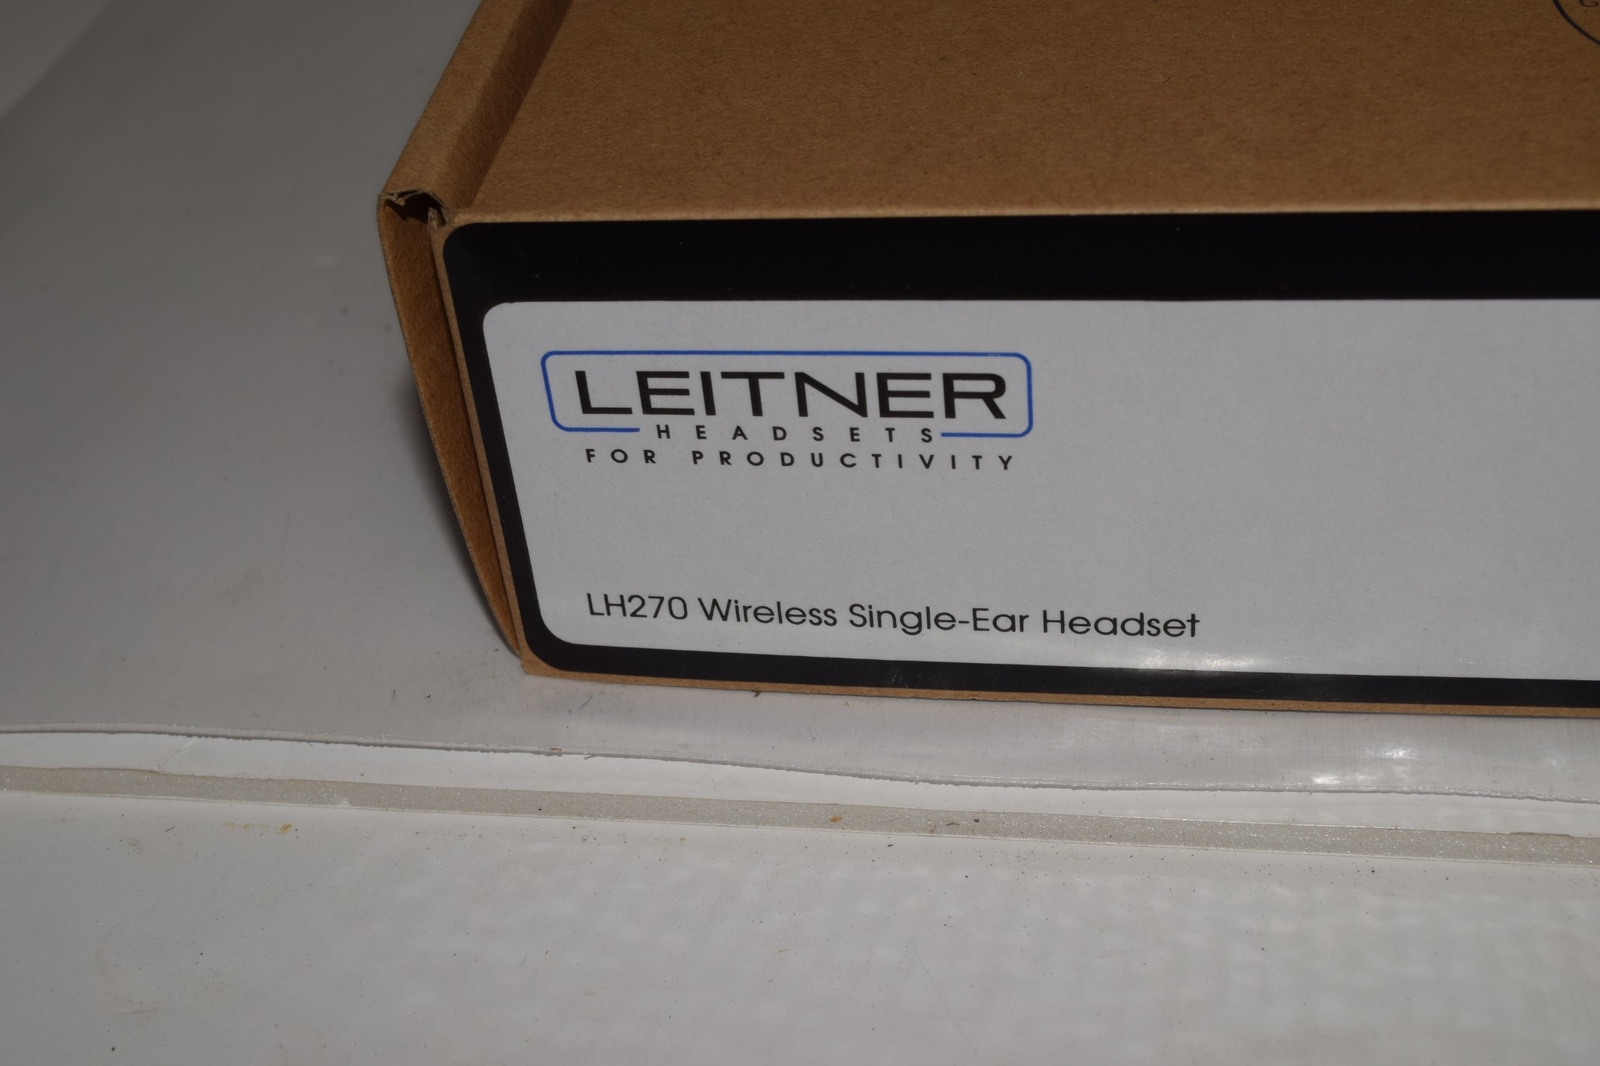 LEITNER
HEADSETS
FOR PRODUCTIVITY
LH270 Wireless Single-Ear Headset